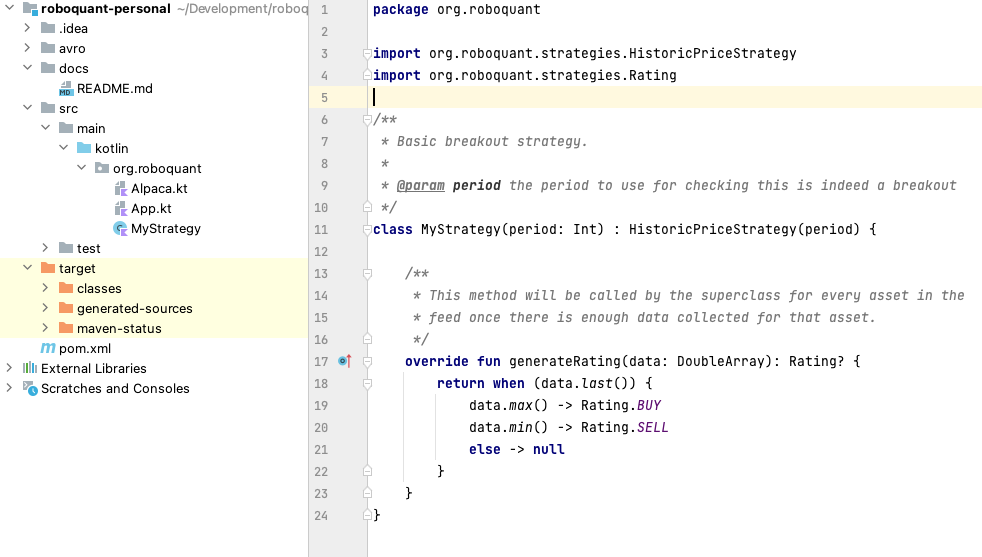 roboquant-personal ~/Development/roboq
.idea
avro
docs
README.md
src
main
kotlin
org.roboquant
Alpaca.kt
App.kt
MyStrategy
test
target
classes
generated-sources
maven-status
pom.xml
External Libraries
Scratches and Consoles
1 package org.roboquant
2
3 import org.roboquant.strategies.HistoricPriceStrategy
4 import org.roboquant.strategies.Rating
5
6 /**
7  * Basic breakout strategy.
8  *
9  * @param period the period to use for checking this is indeed a breakout
10  */
11 class MyStrategy(period: Int) : HistoricPriceStrategy(period) {
12
13     /**
14      * This method will be called by the superclass for every asset in the
15      * feed once there is enough data collected for that asset.
16      */
17     override fun generateRating(data: DoubleArray): Rating? {
18         return when (data.last()) {
19             data.max() -> Rating.BUY
20             data.min() -> Rating.SELL
21             else -> null
22         }
23     }
24 }